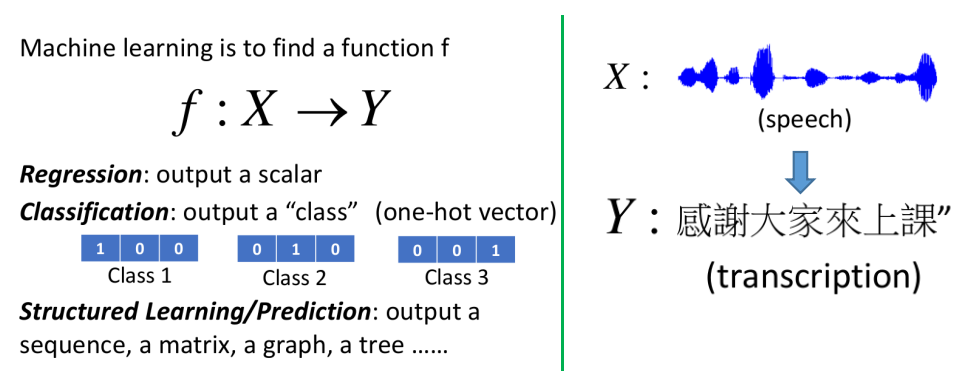 Machine learning is to find a function f
f : X → Y
Regression: output a scalar
Classification: output a “class” (one-hot vector)
1 0 0 0 1 0 0 0 1
Class 1 Class 2 Class 3
Structured Learning/Prediction: output a
sequence, a matrix, a graph, a tree ……
X :
(speech)
Y : 感謝大家來上課”
(transcription)